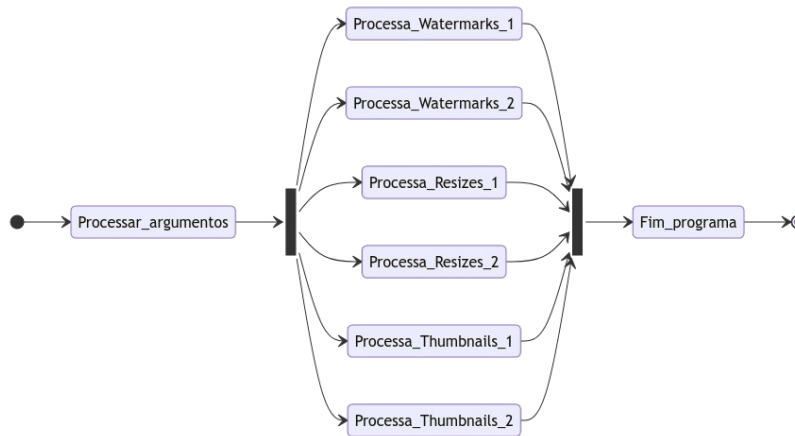 Processa_Watermarks_1
Processa_Watermarks_2
Processa_Resizes_1
Processar_argumentos
Fim_programa
Processa_Resizes_2
Processa_Thumbnails_1
Processa_Thumbnails_2